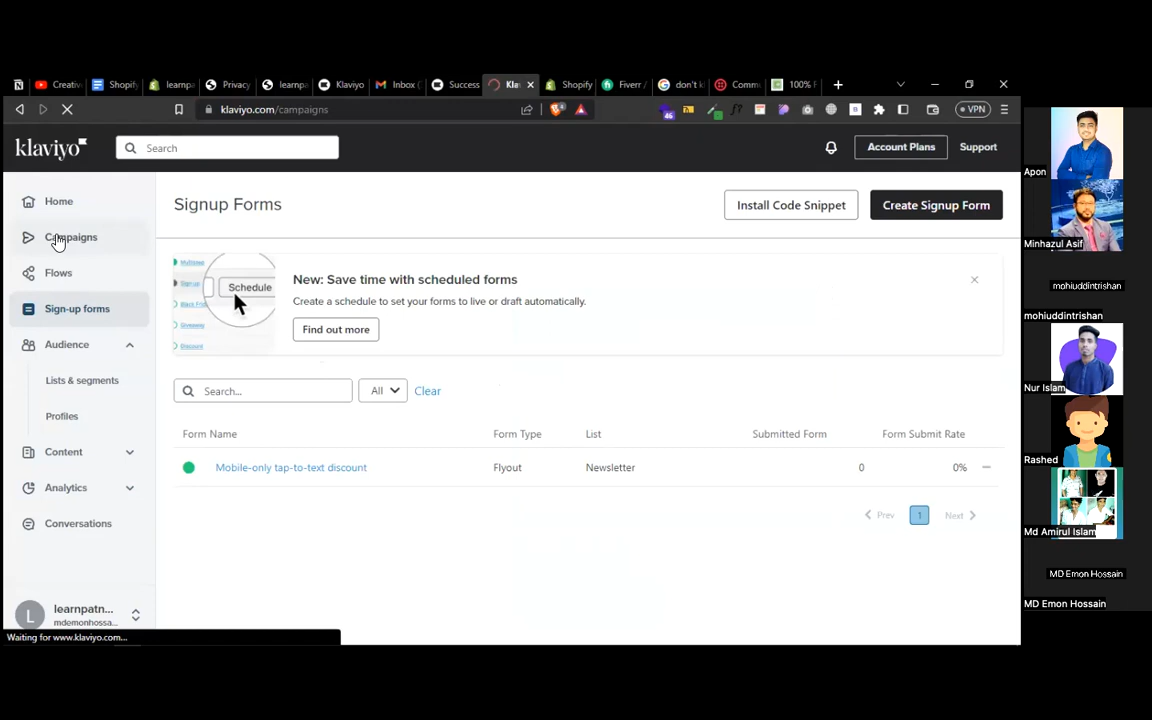 Creativ
Shopif
learnpa
Privacy
learnp
Klaviyo
Inbox (
Success
Kla
Shopify
Fiverr /
don't k
Comm
100% F
klaviyo.com/campaigns
46
VPN
klaviyo
Search
Account Plans
Support
Home
Campaigns
Flows
Sign-up forms
Audience
Lists & segments
Profiles
Content
Analytics
Conversations
L
learnpatn...
mdemonhossa...
Waiting for www.klaviyo.com...
Signup Forms
Install Code Snippet
Create Signup Form
Schedule
New: Save time with scheduled forms
Create a schedule to set your forms to live or draft automatically.
Find out more
Search...
All
Clear
Form Name
Form Type
List
Submitted Form
Form Submit Rate
Mobile-only tap-to-text discount
Flyout
Newsletter
0
0%
Prev
1
Next
Apon
Minhazul Asif
mohiuddintrishan
mohiuddintrishan
Nur Islam
Rashed
Md Amirul Islam
MD Emon Hossain
MD Emon Hossain